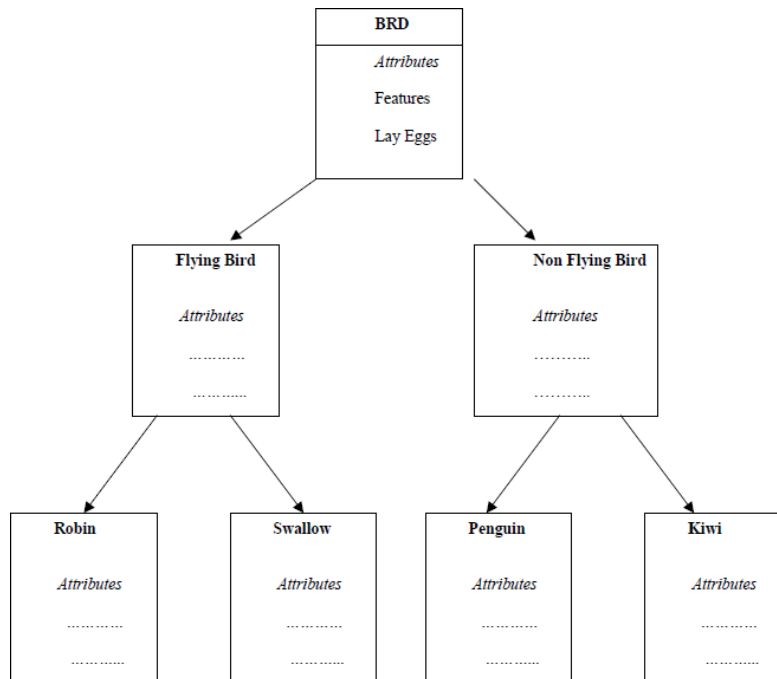 BRD
Attributes
Features
Lay Eggs
Flying Bird
Attributes
…………
………...
Non Flying Bird
Attributes
………...
………...
Robin
Attributes
…………
………...
Swallow
Attributes
…………
………...
Penguin
Attributes
…………
………...
Kiwi
Attributes
…………
………...